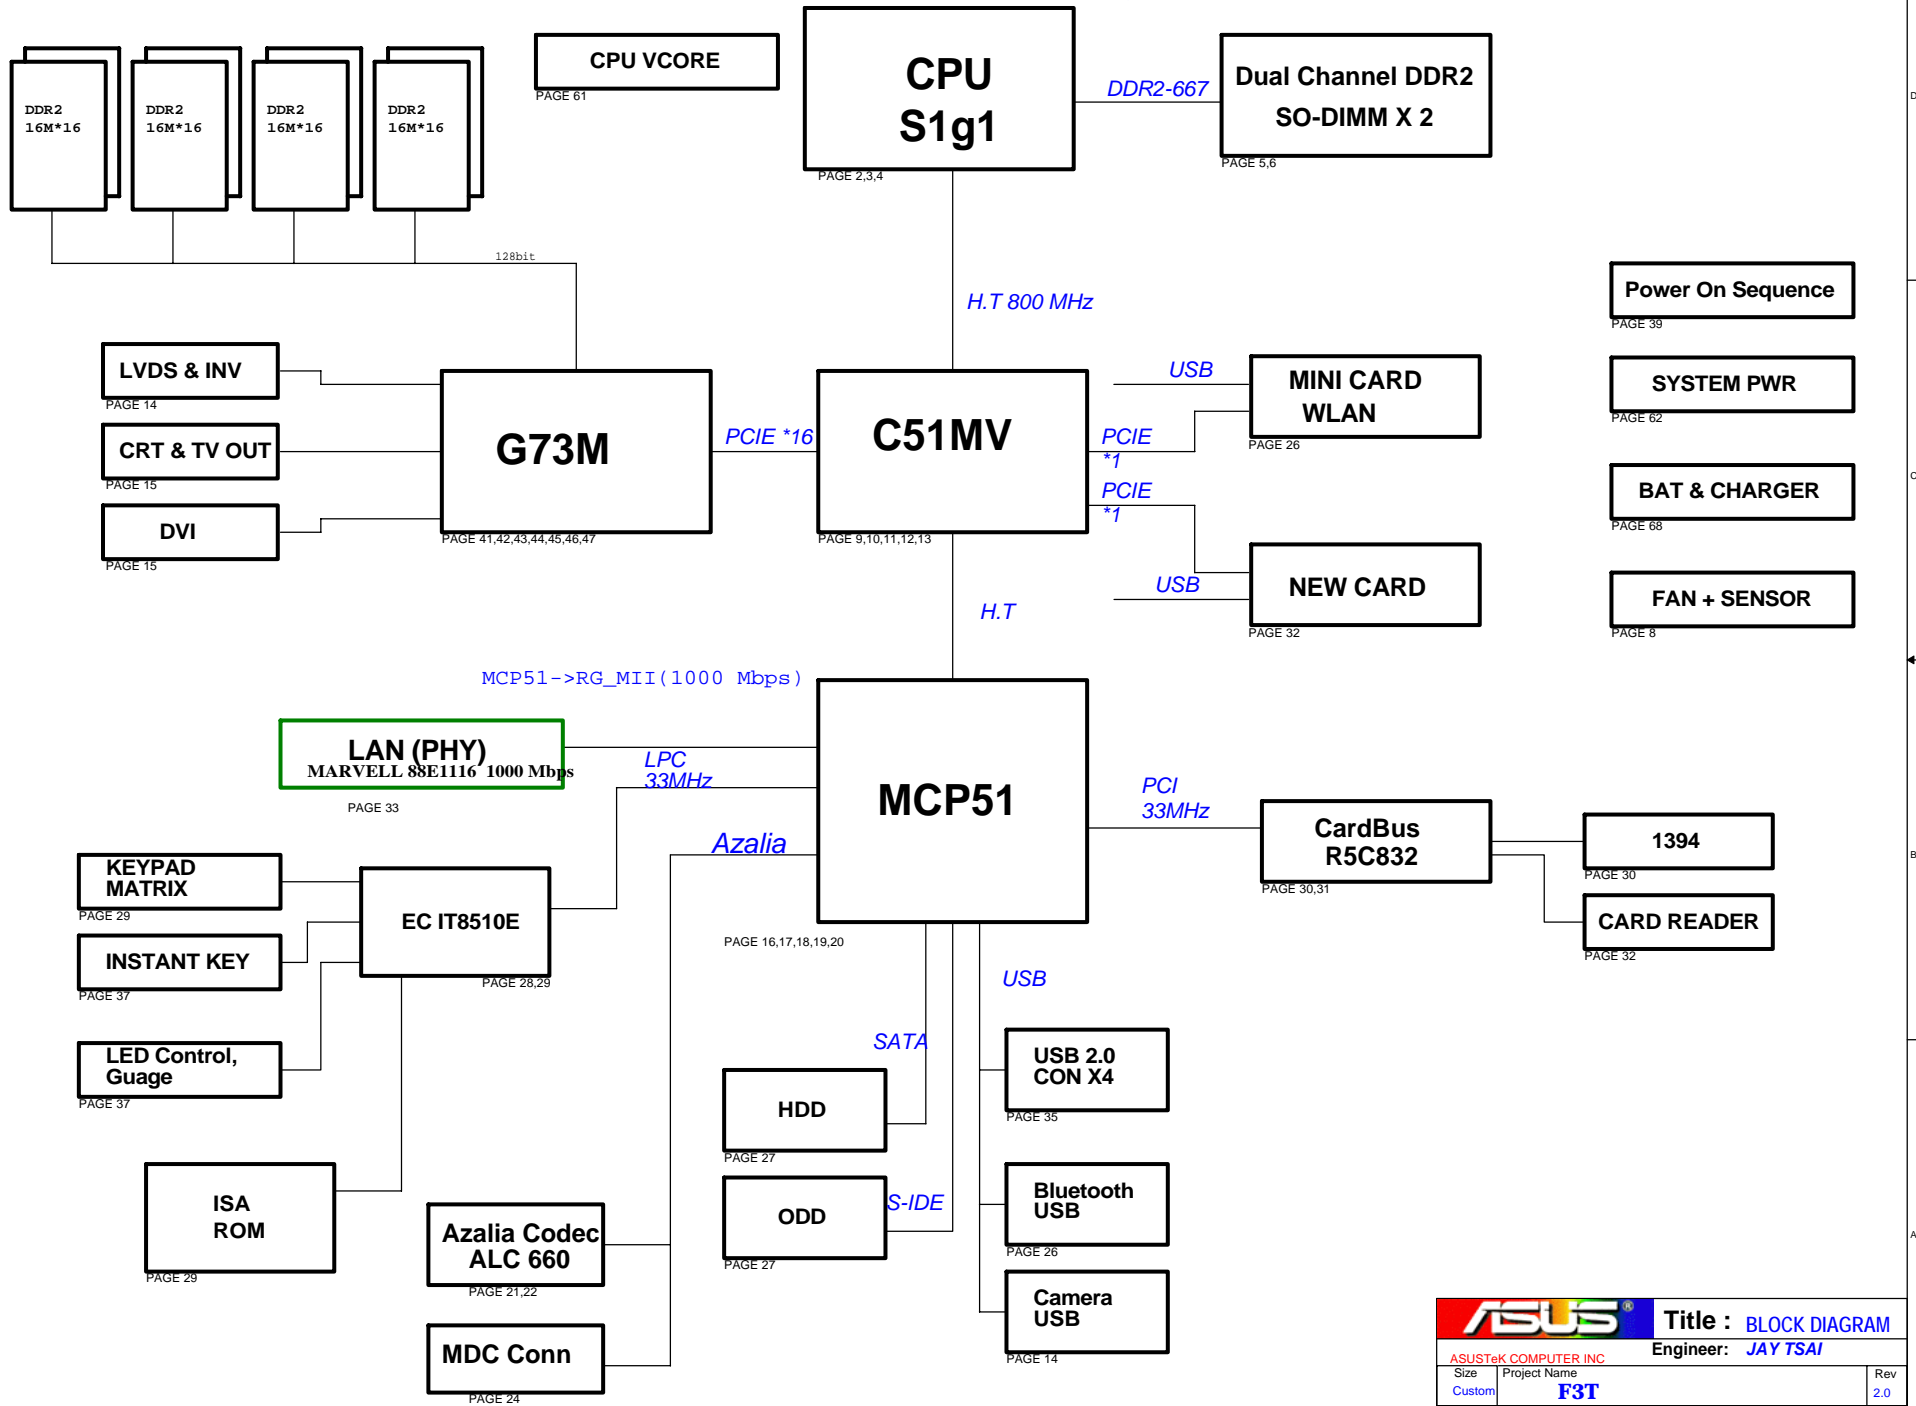 CPU VCORE
PAGE 61
CPU
S1g1
PAGE 2,3,4
DDR2-667
Dual Channel DDR2
SO-DIMM X 2
PAGE 5,6
D
DDR2
16M*16
DDR2
16M*16
DDR2
16M*16
DDR2
16M*16
128bit
H.T 800 MHz
Power On Sequence
PAGE 39
LVDS & INV
PAGE 14
CRT & TV OUT
PAGE 15
DVI
PAGE 15
G73M
PAGE 41,42,43,44,45,46,47
PCIE *16
C51MV
PAGE 9,10,11,12,13
USB
PCIE
*1
PCIE
*1
USB
MINI CARD
WLAN
PAGE 26
NEW CARD
PAGE 32
SYSTEM PWR
PAGE 62
BAT & CHARGER
PAGE 68
C
FAN + SENSOR
PAGE 8
H.T
MCP51->RG_MII(1000 Mbps)
LAN (PHY)
MARVELL 88E1116 1000 Mbps
PAGE 33
LPC
33MHz
Azalia
MCP51
PAGE 16,17,18,19,20
PCI
33MHz
CardBus
R5C832
PAGE 30,31
1394
PAGE 30
CARD READER
PAGE 32
B
KEYPAD
MATRIX
PAGE 29
INSTANT KEY
PAGE 37
LED Control,
Guage
PAGE 37
EC IT8510E
PAGE 28,29
ISA
ROM
PAGE 29
Azalia Codec
ALC 660
PAGE 21,22
MDC Conn
PAGE 24
SATA
HDD
PAGE 27
S-IDE
ODD
PAGE 27
USB
USB 2.0
CON X4
PAGE 35
Bluetooth
USB
PAGE 26
Camera
USB
PAGE 14
A
ASUS®
ASUSTeK COMPUTER INC
Title : BLOCK DIAGRAM
Engineer: JAY TSAI
Size
Custom
Project Name
F3T
Rev
2.0